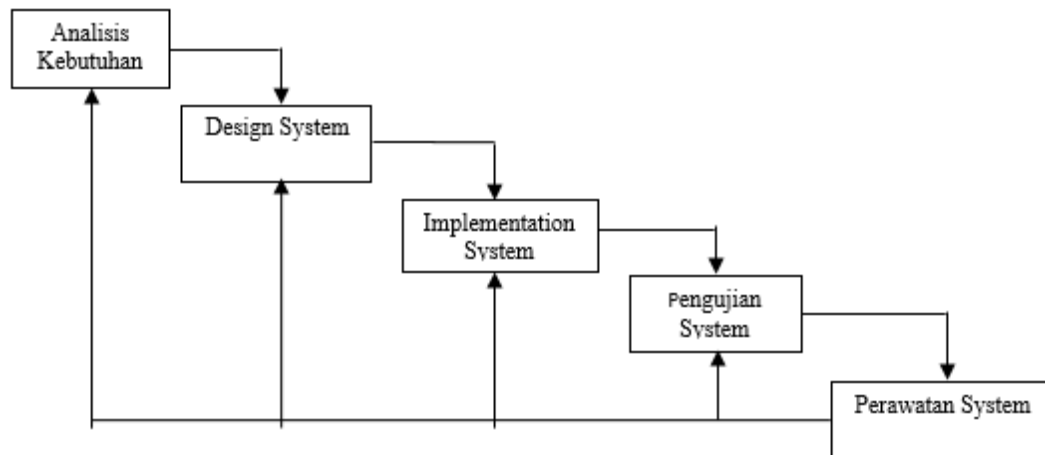 Analisis
Kebutuhan
Design System
Implementation
System
Pengujian
System
Perawatan System